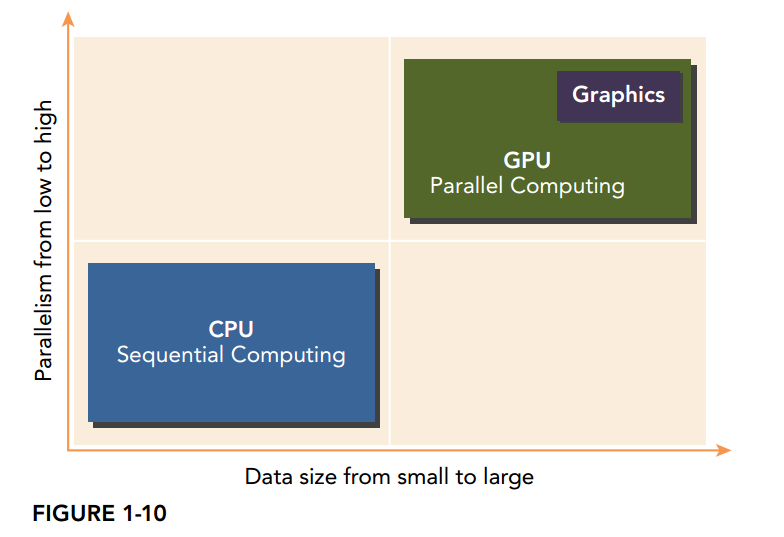 Parallelism from low to high
Graphics
GPU
Parallel Computing
CPU
Sequential Computing
Data size from small to large
FIGURE 1-10